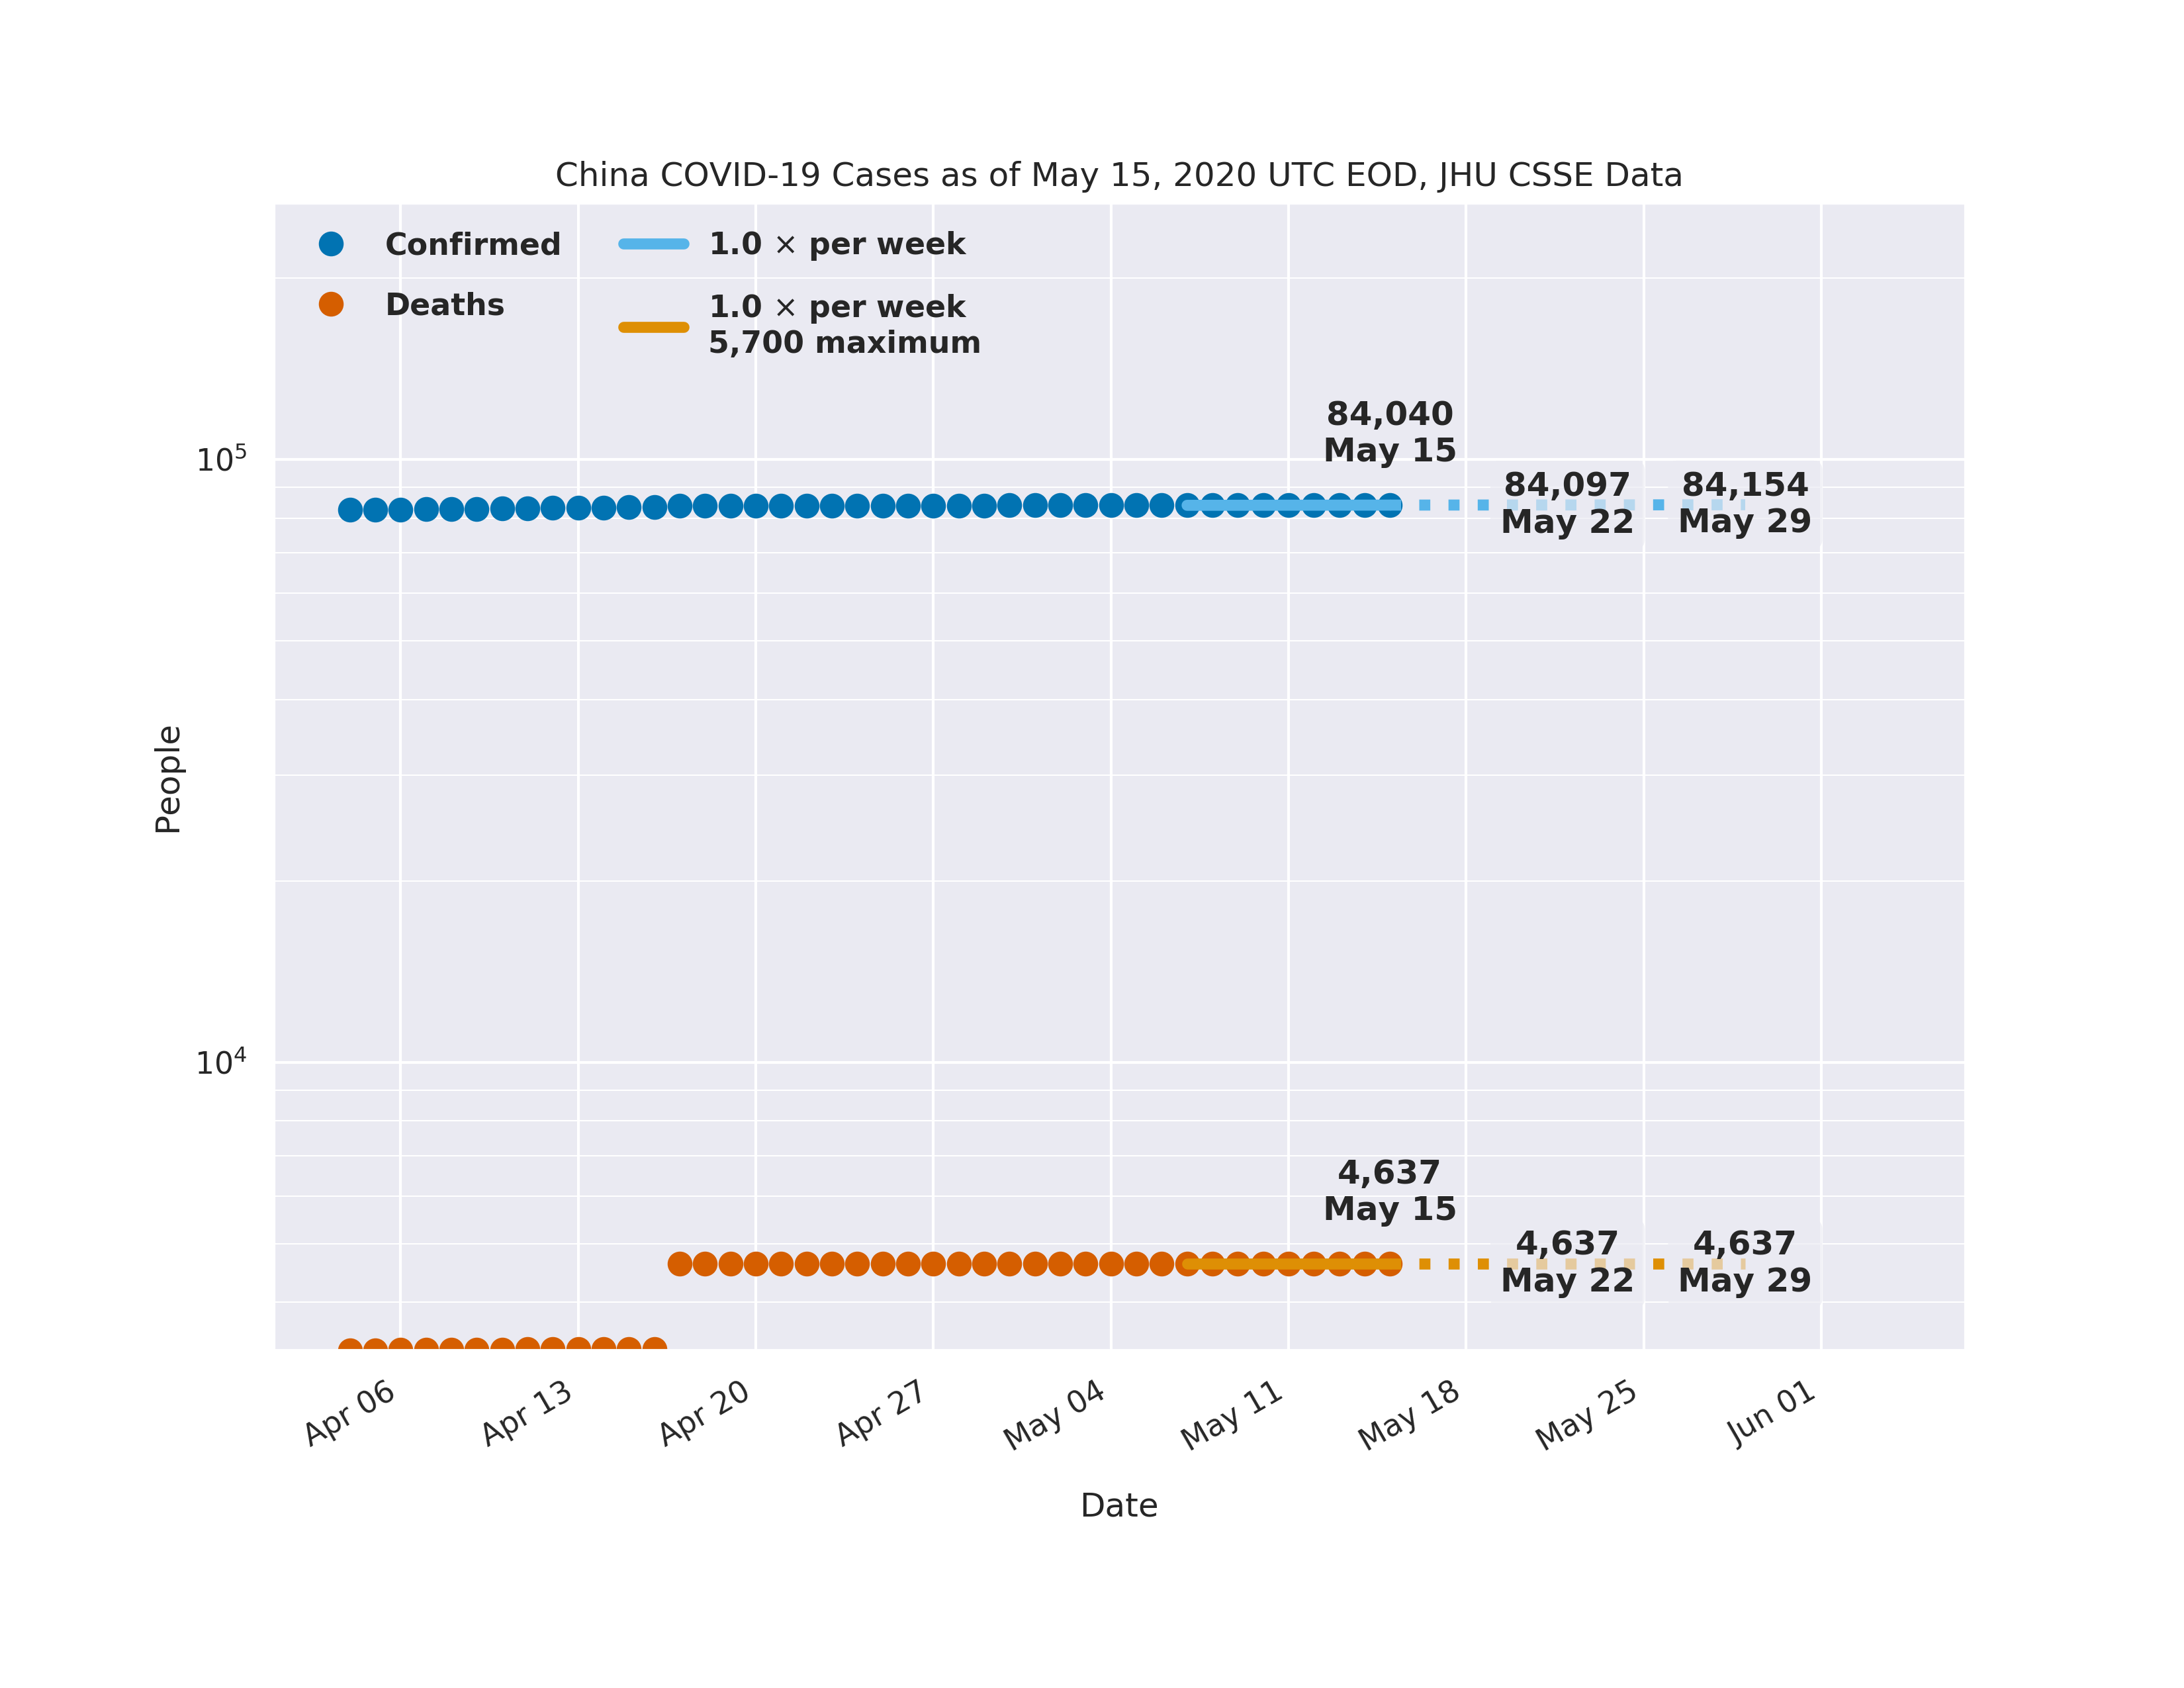 China COVID-19 Cases as of May 15, 2020 UTC EOD, JHU CSSE Data
Confirmed
Deaths
1.0 × per week
1.0 × per week
5,700 maximum
84,040
May 15
84,097
May 22
84,154
May 29
4,637
May 15
4,637
May 22
4,637
May 29
People
10⁵
10⁴
Apr 06
Apr 13
Apr 20
Apr 27
May 04
May 11
May 18
May 25
Jun 01
Date